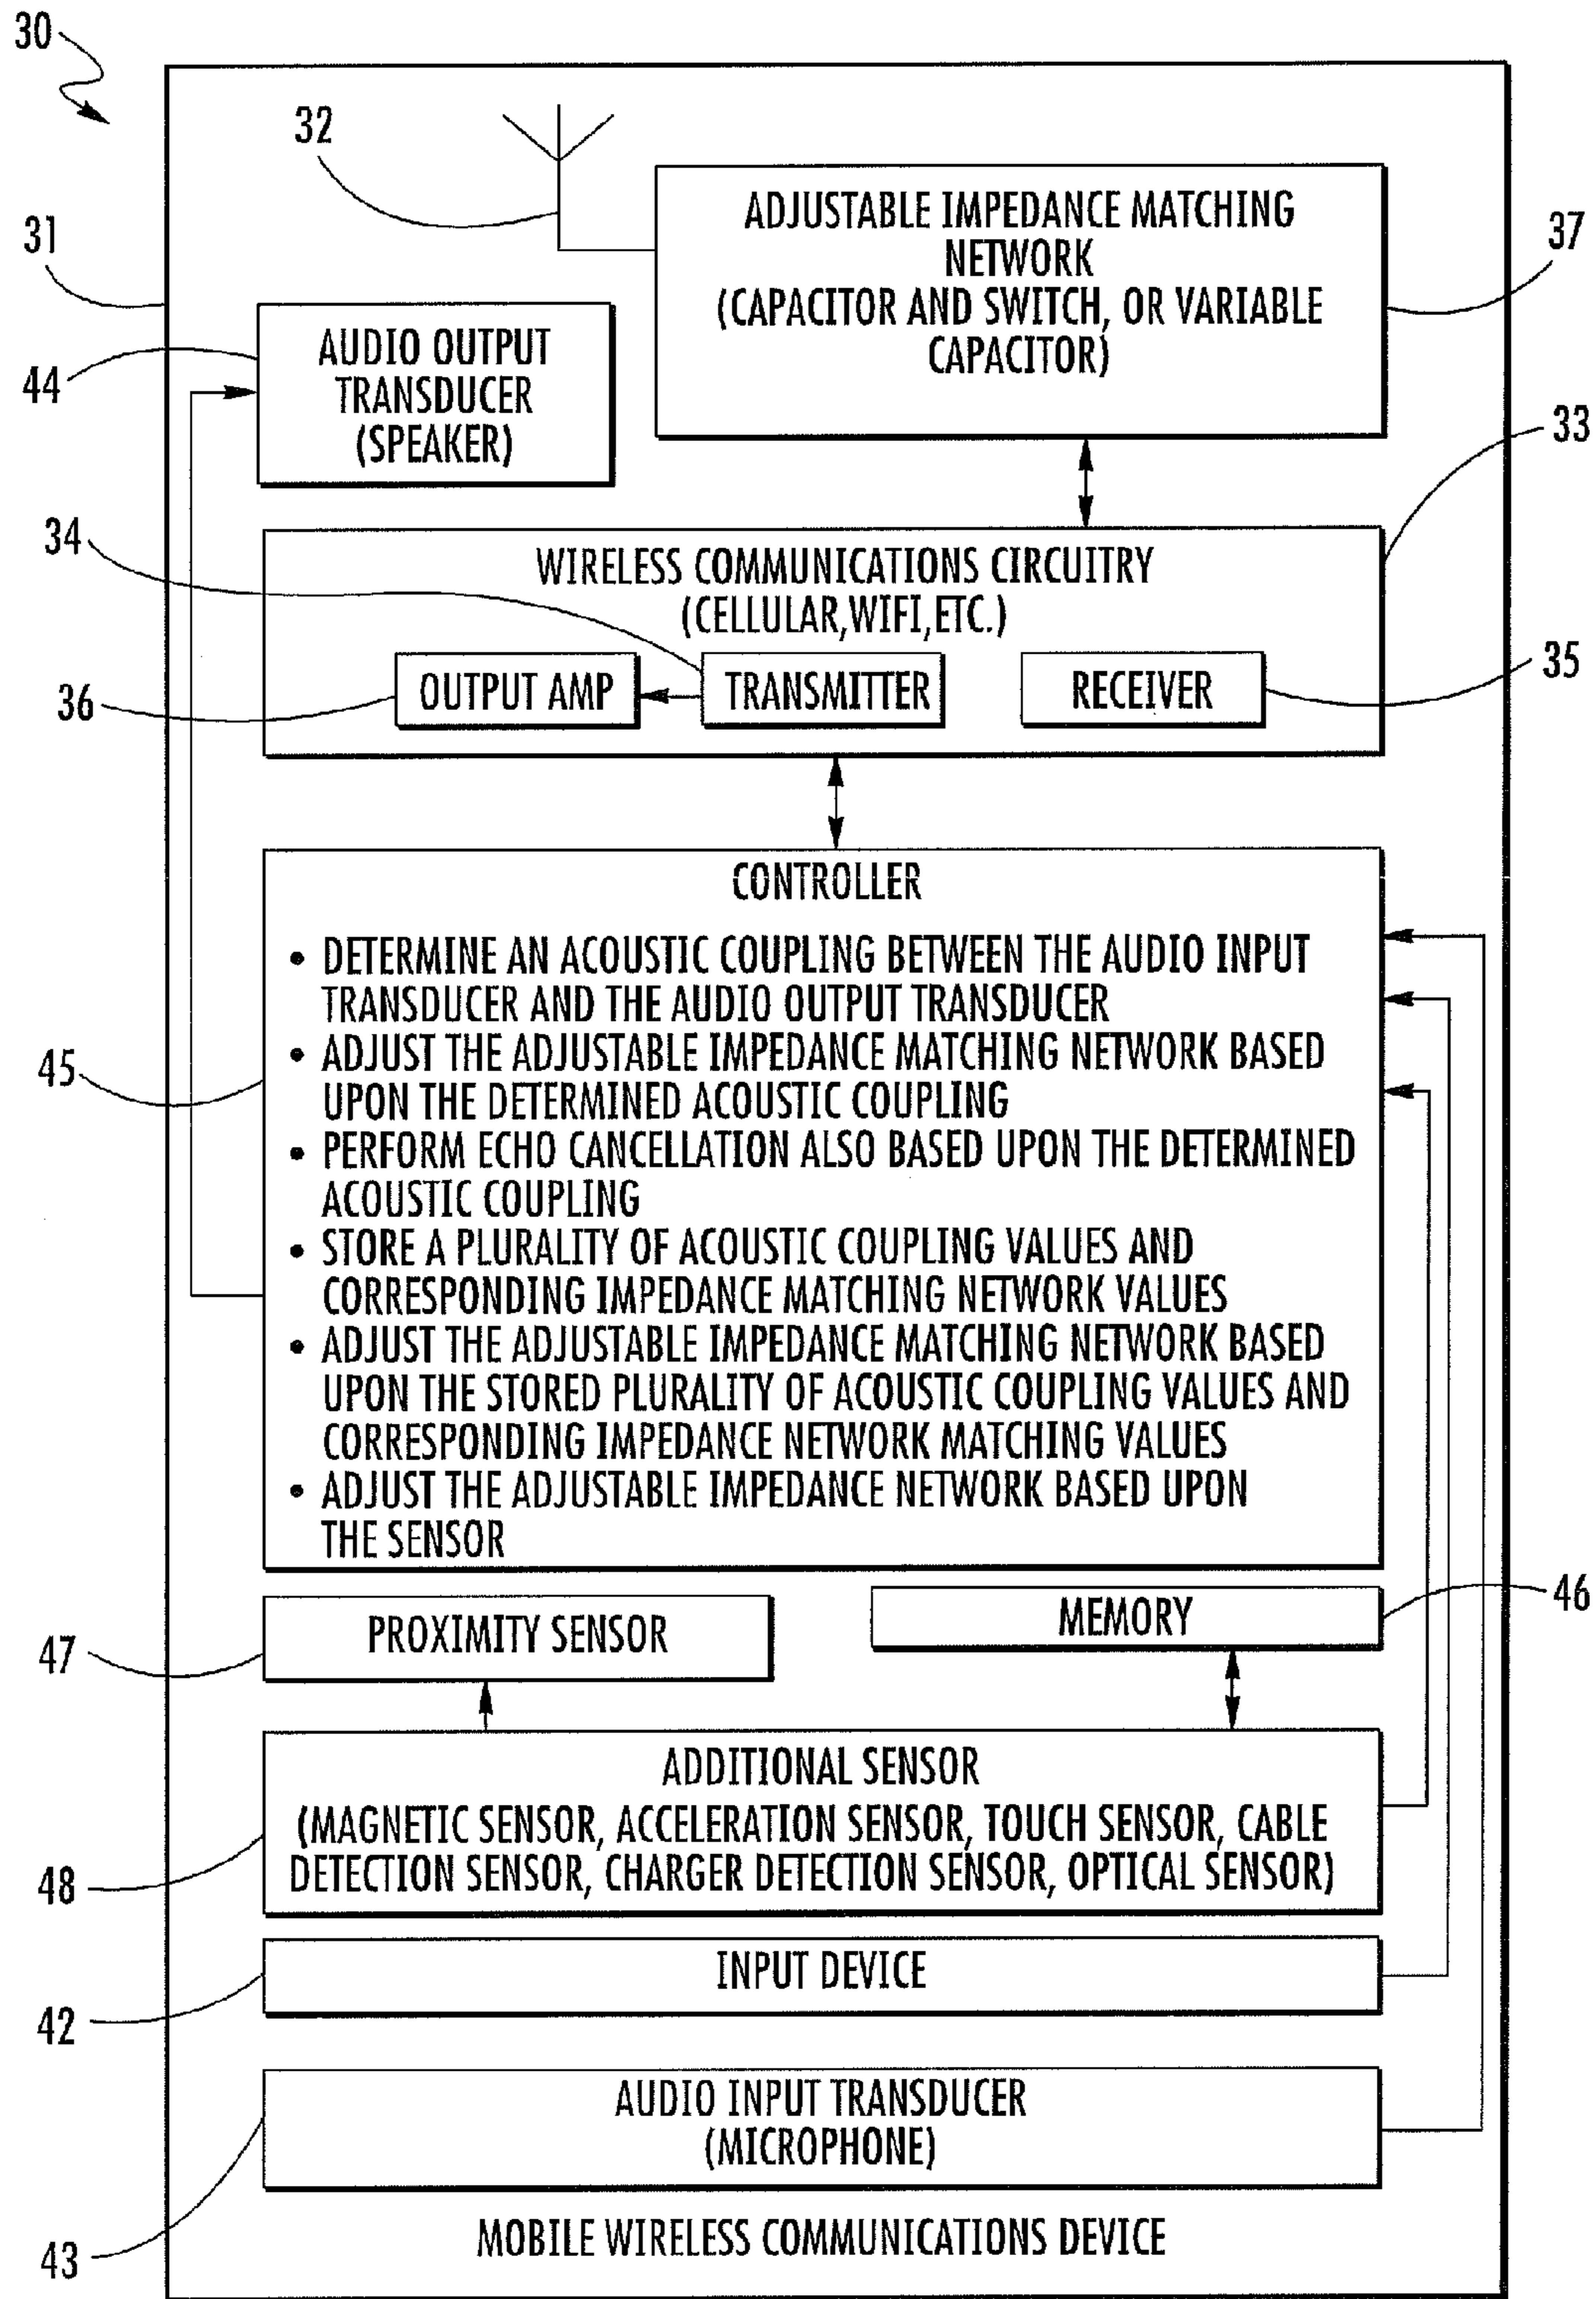 30
32
ADJUSTABLE IMPEDANCE MATCHING
NETWORK
(CAPACITOR AND SWITCH, OR VARIABLE
CAPACITOR)
37
31
AUDIO OUTPUT
TRANSDUCER
(SPEAKER)
44
33
34
WIRELESS COMMUNICATIONS CIRCUITRY
(CELLULAR,WIFI,ETC.)
OUTPUT AMP
TRANSMITTER
RECEIVER
35
36
CONTROLLER
• DETERMINE AN ACOUSTIC COUPLING BETWEEN THE AUDIO INPUT
TRANSDUCER AND THE AUDIO OUTPUT TRANSDUCER
• ADJUST THE ADJUSTABLE IMPEDANCE MATCHING NETWORK BASED
UPON THE DETERMINED ACOUSTIC COUPLING
45
• PERFORM ECHO CANCELLATION ALSO BASED UPON THE DETERMINED
ACOUSTIC COUPLING
• STORE A PLURALITY OF ACOUSTIC COUPLING VALUES AND
CORRESPONDING IMPEDANCE MATCHING NETWORK VALUES
• ADJUST THE ADJUSTABLE IMPEDANCE MATCHING NETWORK BASED
UPON THE STORED PLURALITY OF ACOUSTIC COUPLING VALUES AND
CORRESPONDING IMPEDANCE NETWORK MATCHING VALUES
• ADJUST THE ADJUSTABLE IMPEDANCE NETWORK BASED UPON
THE SENSOR
46
PROXIMITY SENSOR
MEMORY
47
ADDITIONAL SENSOR
(MAGNETIC SENSOR, ACCELERATION SENSOR, TOUCH SENSOR, CABLE
DETECTION SENSOR, CHARGER DETECTION SENSOR, OPTICAL SENSOR)
48
INPUT DEVICE
42
AUDIO INPUT TRANSDUCER
(MICROPHONE)
43
MOBILE WIRELESS COMMUNICATIONS DEVICE